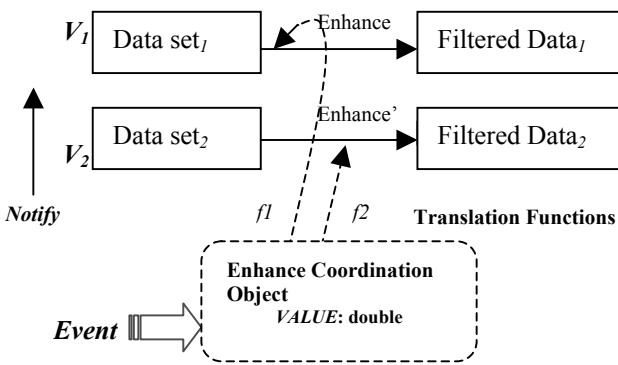 V1 Data set1 Enhance Filtered Data1
V2 Data set2 Enhance’ Filtered Data2
Notify
f1 f2 Translation Functions
Enhance Coordination
Object
VALUE: double
Event